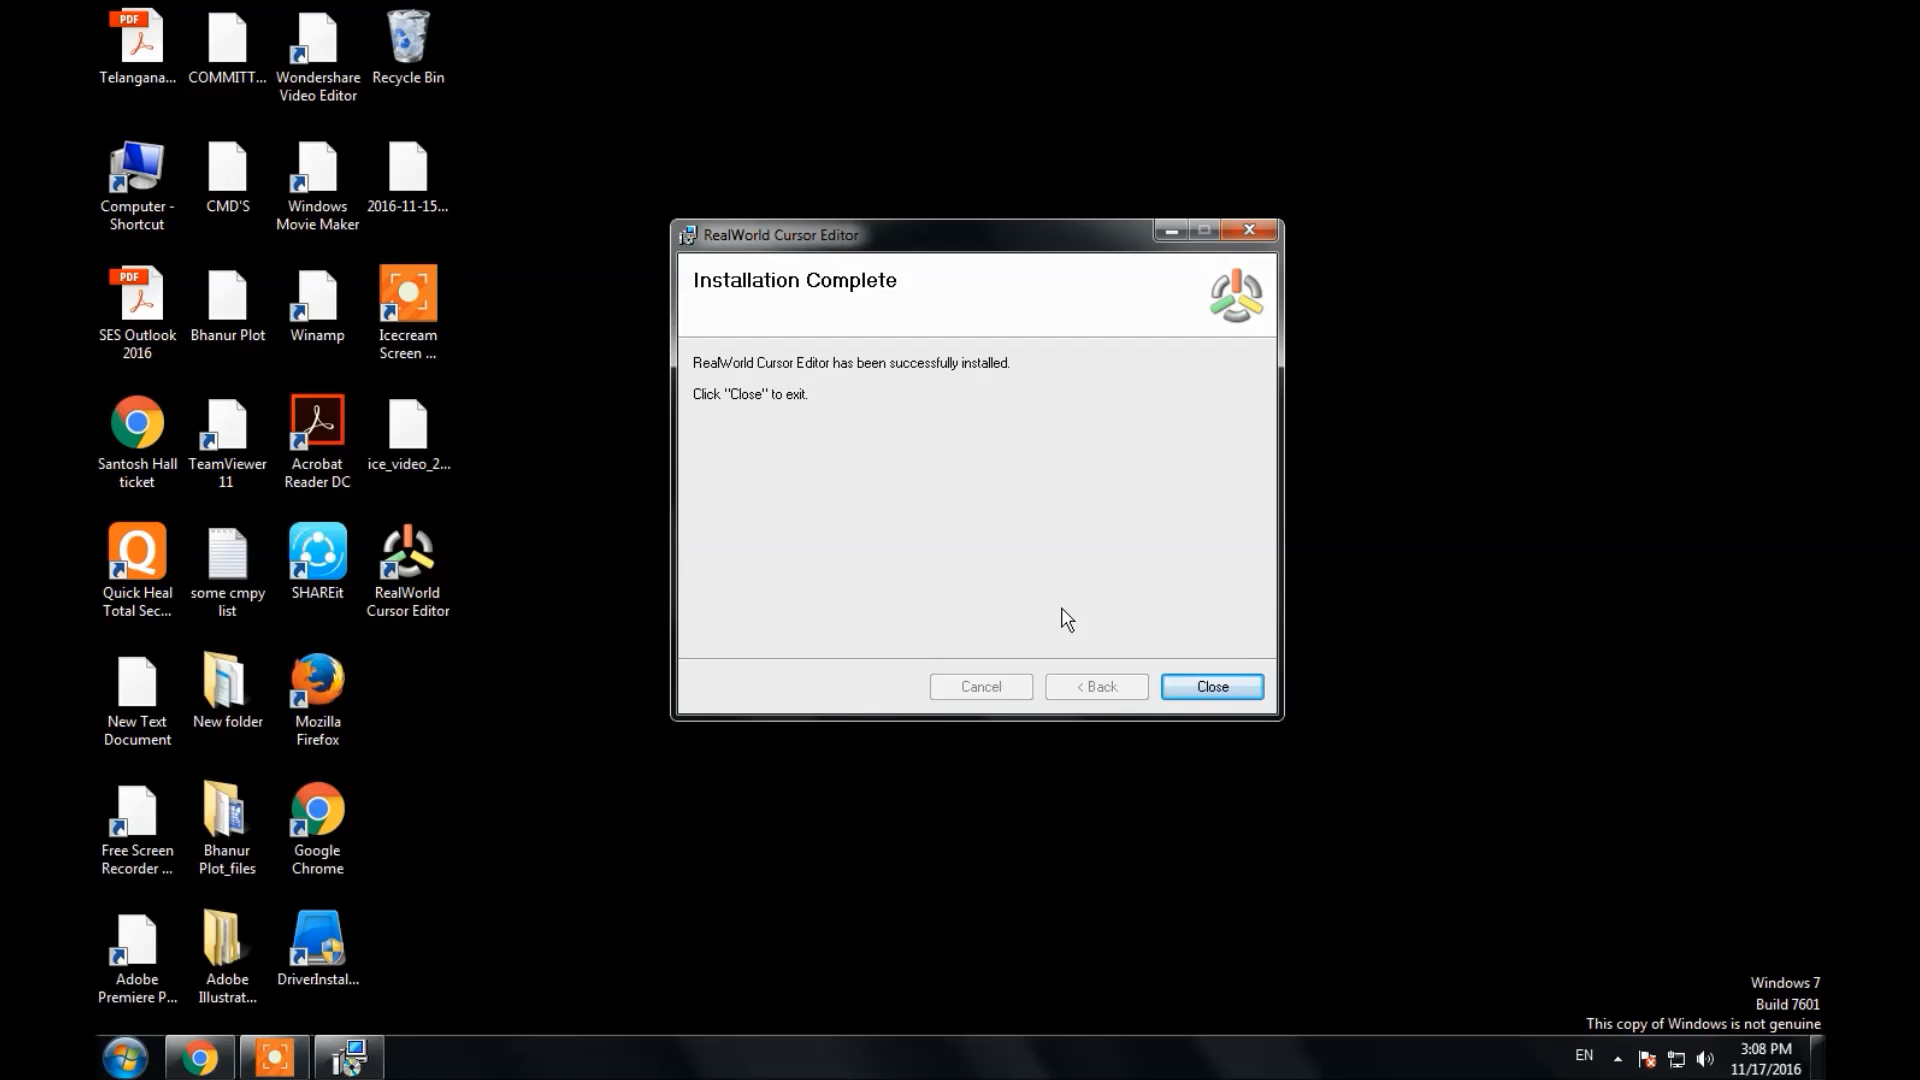 Telangana...
COMMITT...
Wondershare
Video Editor
Recycle Bin
Computer -
Shortcut
CMD'S
Windows
Movie Maker
2016-11-15...
PDF
PDF
SES Outlook
2016
Bhanur Plot
Winamp
Icecream
Screen ...
Santosh Hall
ticket
TeamViewer
11
Acrobat
Reader DC
ice_video_2...
Quick Heal
Total Sec...
some cmpy
list
SHAREit
RealWorld
Cursor Editor
New Text
Document
New folder
Mozilla
Firefox
Free Screen
Recorder ...
Bhanur
Plot_files
Google
Chrome
Adobe
Premiere P...
Adobe
Illustrat...
DriverInstal...
RealWorld Cursor Editor
Installation Complete
RealWorld Cursor Editor has been successfully installed.
Click "Close" to exit.
Cancel
< Back
Close
Windows 7
Build 7601
This copy of Windows is not genuine
EN
3:08 PM
11/17/2016